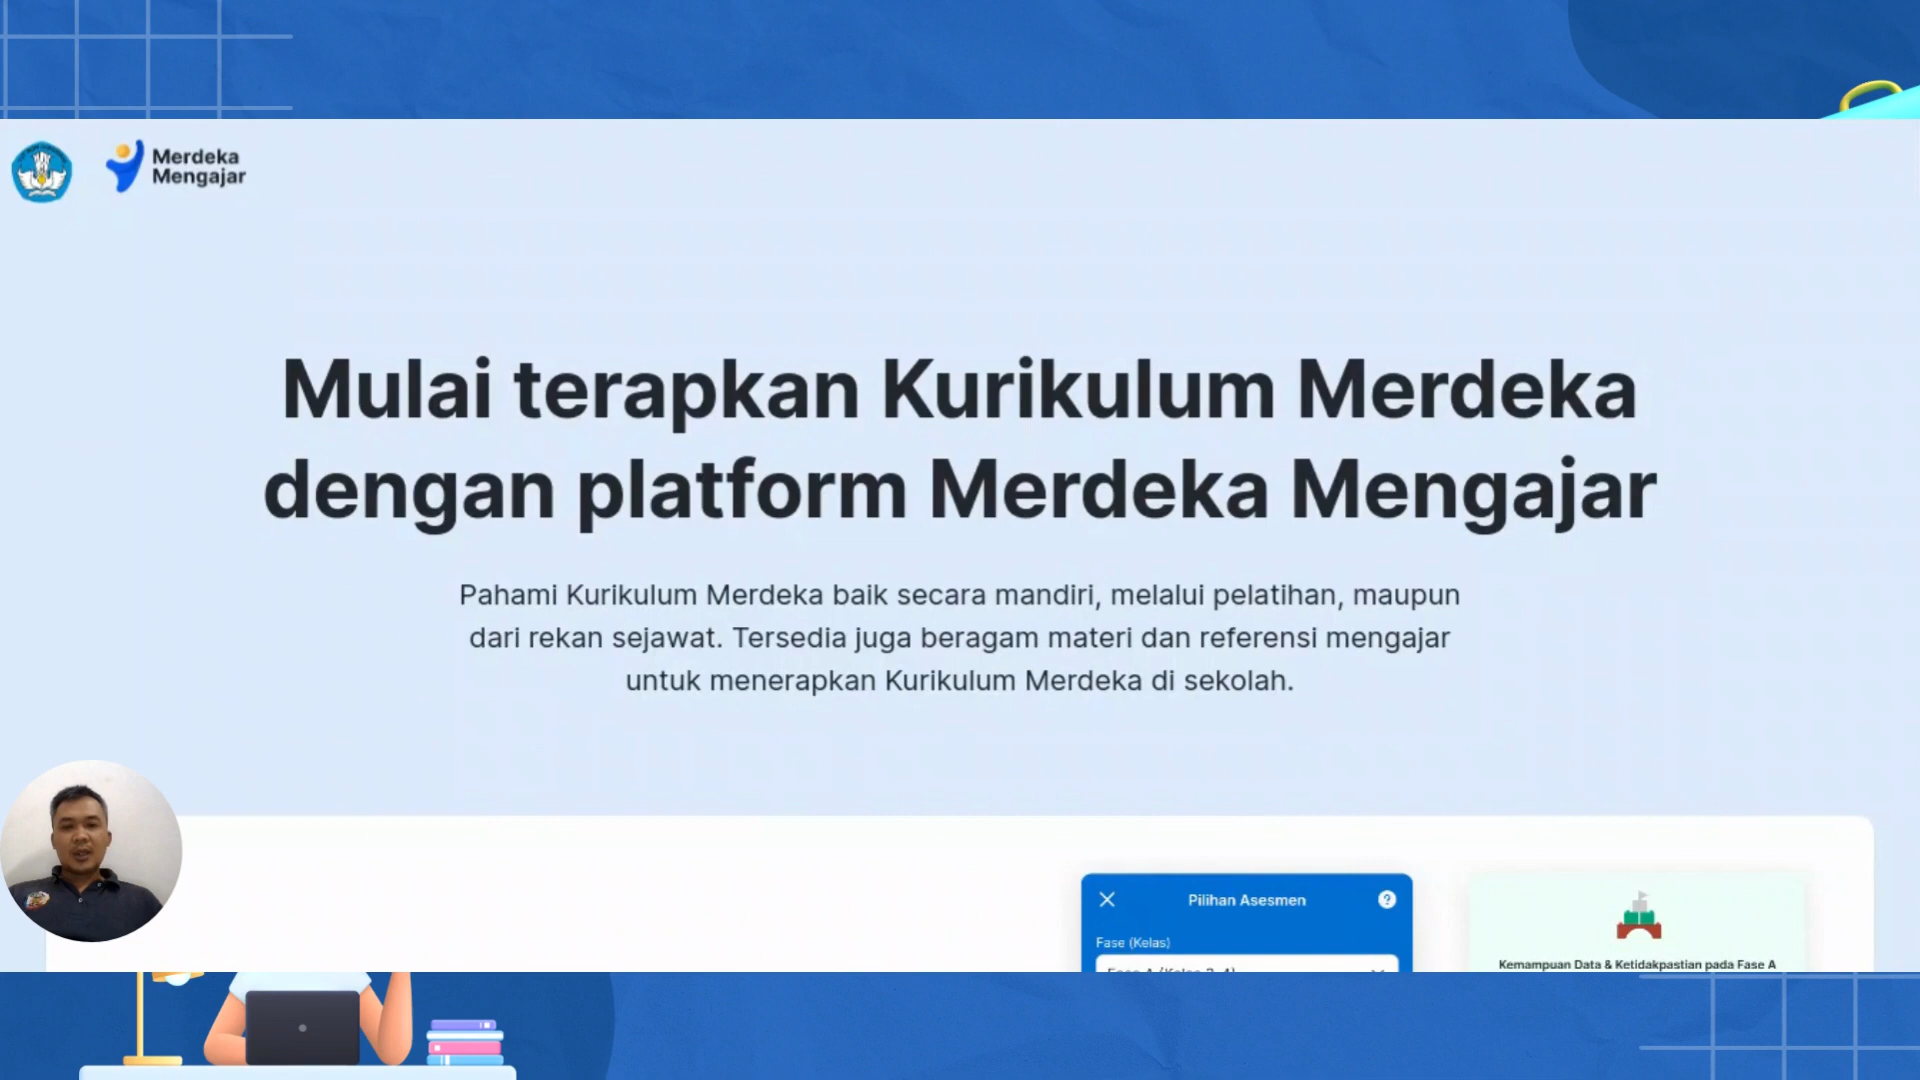 Merdeka
Mengajar
Mulai terapkan Kurikulum Merdeka
dengan platform Merdeka Mengajar
Pahami Kurikulum Merdeka baik secara mandiri, melalui pelatihan, maupun
dari rekan sejawat. Tersedia juga beragam materi dan referensi mengajar
untuk menerapkan Kurikulum Merdeka di sekolah.
Pilihan Asesmen
?
Fase (Kelas)
Kemampuan Data & Ketidakpastian pada Fase A